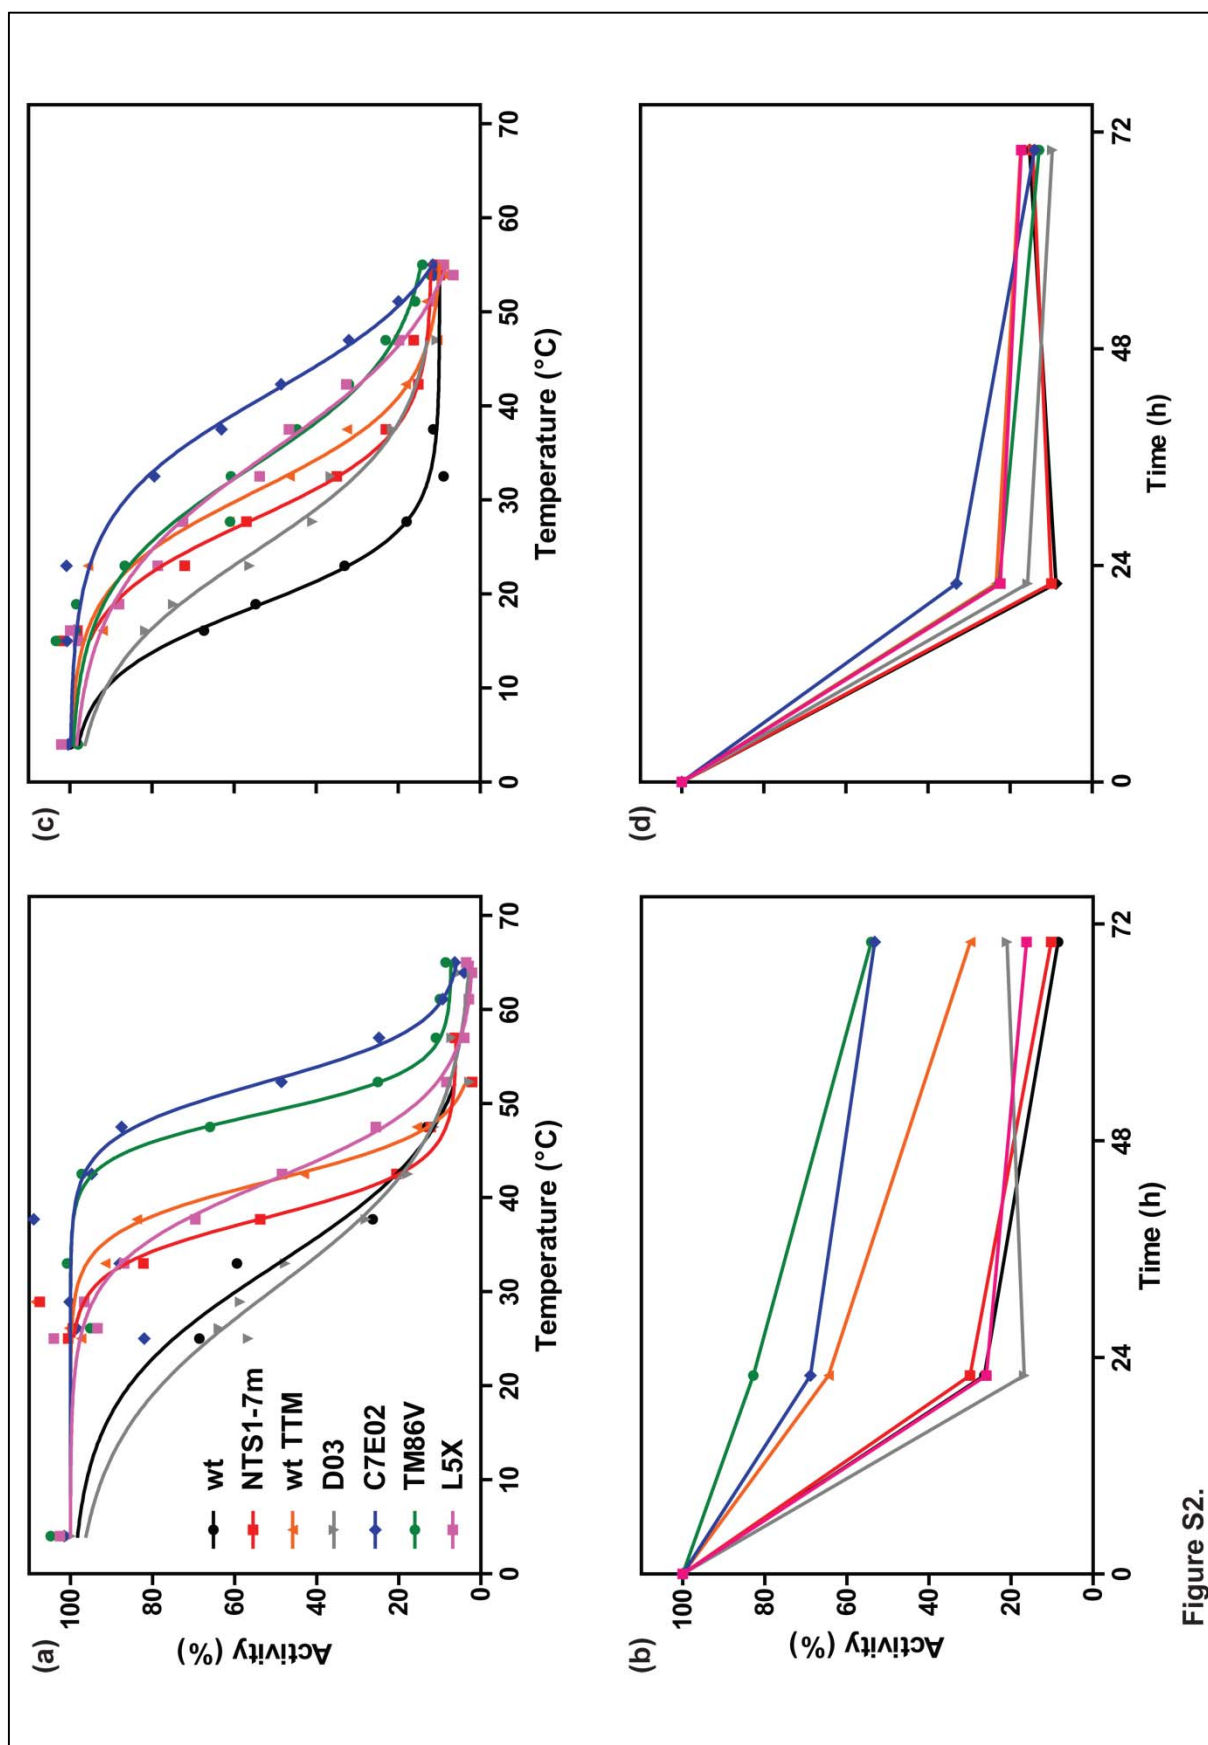 (a)
Activity (%)
100
80
60
40
20
0
wt
NTS1-7m
wt TTM
D03
C7E02
TM86V
L5X
0 10 20 30 40 50 60 70
Temperature (°C)
(c)
0 10 20 30 40 50 60 70
Temperature (°C)
(b)
Activity (%)
100
80
60
40
20
0
0 24 48 72
Time (h)
(d)
0 24 48 72
Time (h)
Figure S2.